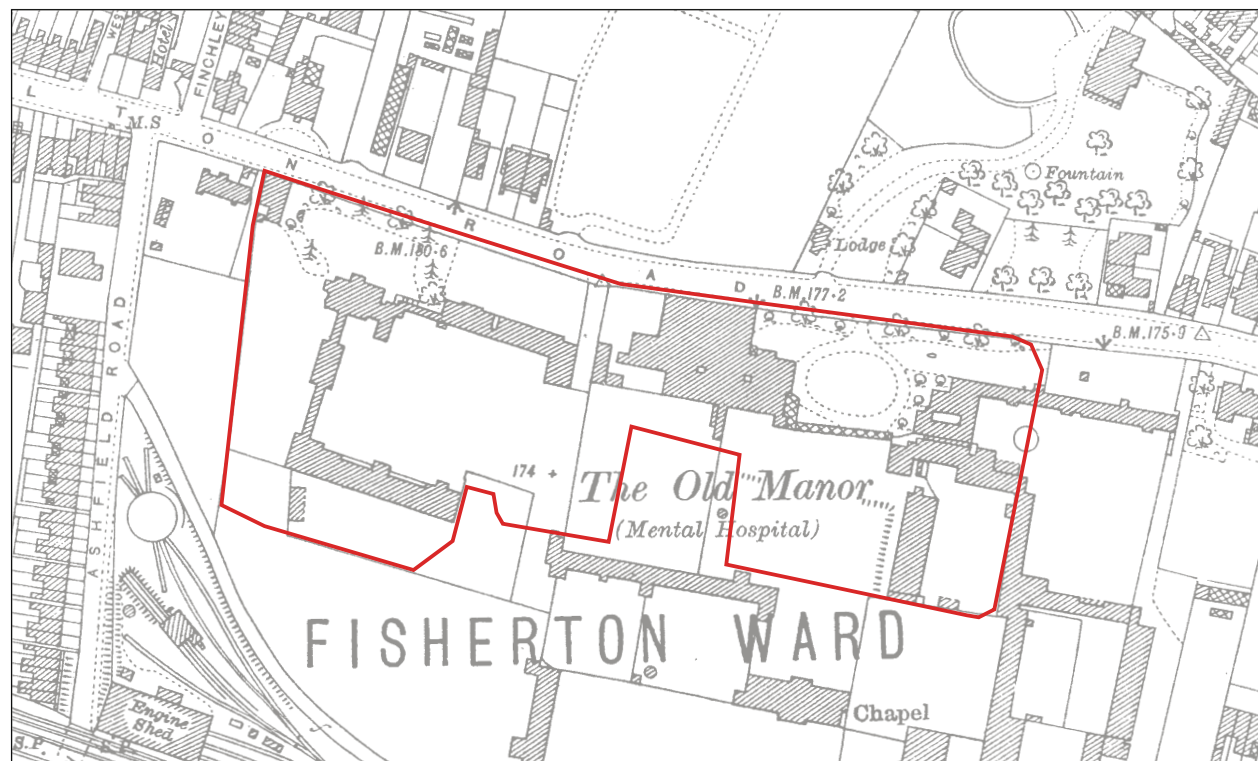 WES
Hotel
FINCHLEY
L T O N R O A D
M.S
Fountain
B.M.180·6
Lodge
B.M.177·2
B.M.175·9
ASHFIELD ROAD
174 +
The Old Manor
(Mental Hospital)
FISHERTON WARD
Engine
Shed
Chapel
S.P.
S.P.